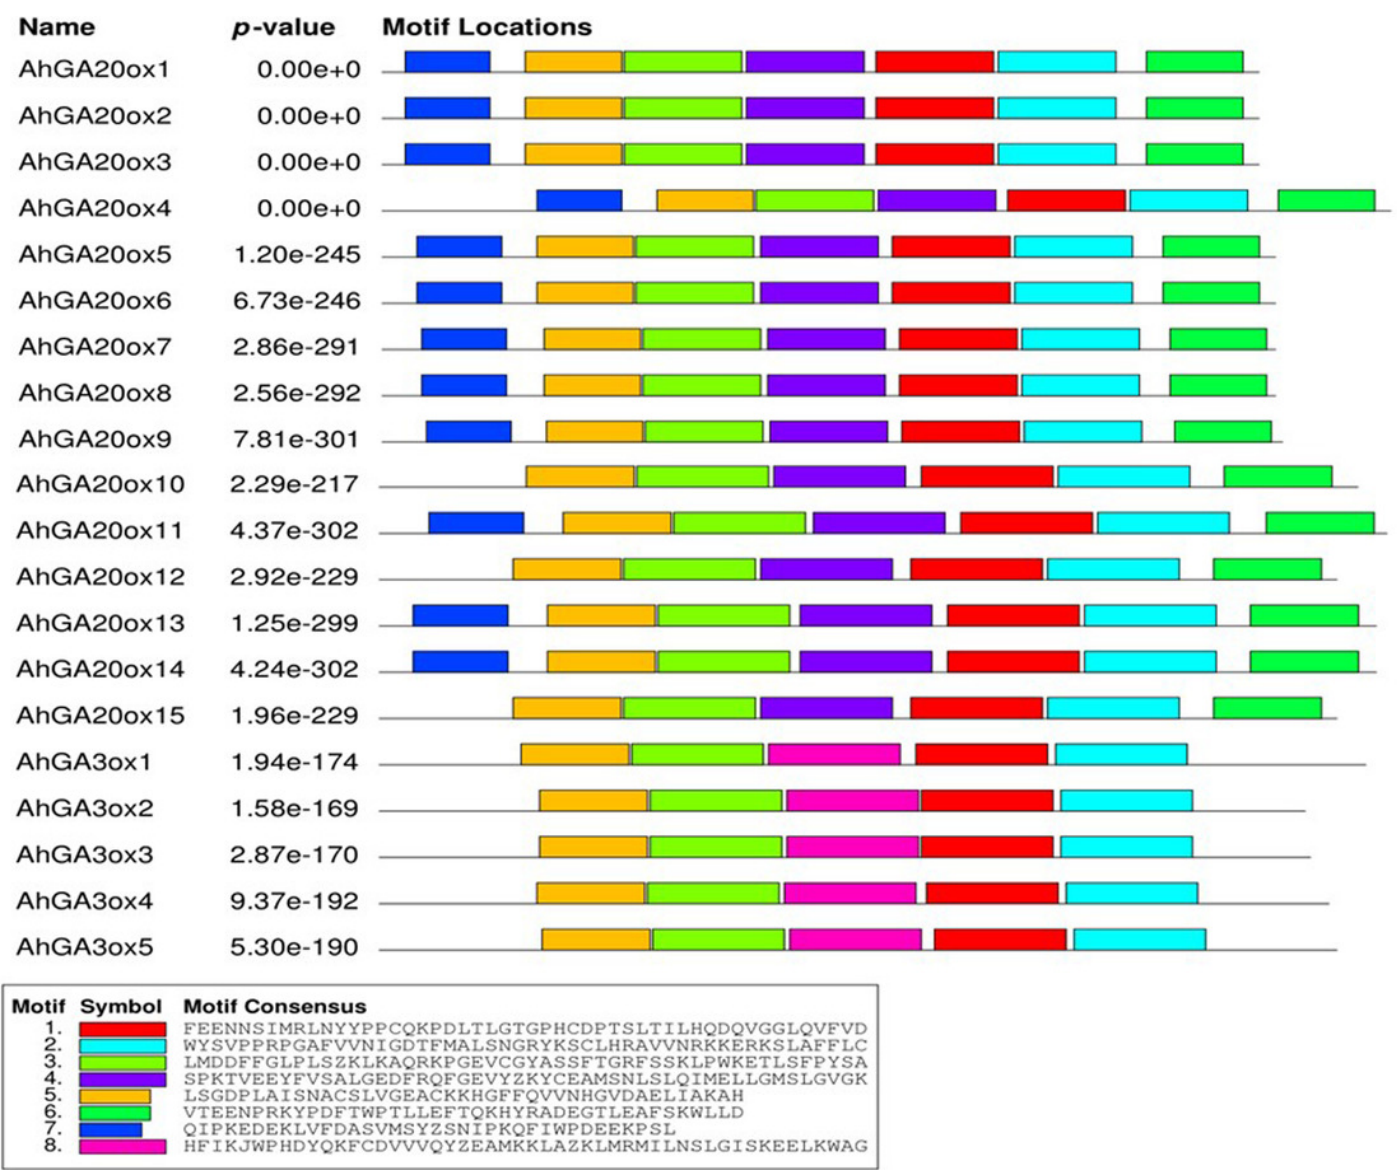 Name p-value Motif Locations
AhGA20ox1 0.00e+0
AhGA20ox2 0.00e+0
AhGA20ox3 0.00e+0
AhGA20ox4 0.00e+0
AhGA20ox5 1.20e-245
AhGA20ox6 6.73e-246
AhGA20ox7 2.86e-291
AhGA20ox8 2.56e-292
AhGA20ox9 7.81e-301
AhGA20ox10 2.29e-217
AhGA20ox11 4.37e-302
AhGA20ox12 2.92e-229
AhGA20ox13 1.25e-299
AhGA20ox14 4.24e-302
AhGA20ox15 1.96e-229
AhGA3ox1 1.94e-174
AhGA3ox2 1.58e-169
AhGA3ox3 2.87e-170
AhGA3ox4 9.37e-192
AhGA3ox5 5.30e-190
Motif Symbol Motif Consensus
1. FEENNSIMRLNYYPPCQKPDLTLGTGPHCDPTSLTILHQDQVGGLQVFVD
2. WYSVPPRPGAFVVNIGDTFMALSNGRYKSCLHRAVVNRKKERKSLAFFLC
3. LMDDFFGLPLSZKLKAQRKPGEVCGYASSFTGRFSSKLPWKETLSFPYSA
4. SPKTVEEYFVSALGEDFRQFGEVYZKYCEAMSNLSLQIMELLGMSLGVGK
5. LSGDPLAISNACSLVGEACKKHGFFQVVNHGVDAELIAKAH
6. VTEENPRKYPDFTWPTLLEFTQKHYRADEGTLEAFSKWLLD
7. QIPKEDEKLVFDASVMSYZSNIPKQFIWPDEEKPSL
8. HFIKJWPHDYQKFCDVVVQYZEAMKKLAZKLMRMILNSLGISKEELKWAG